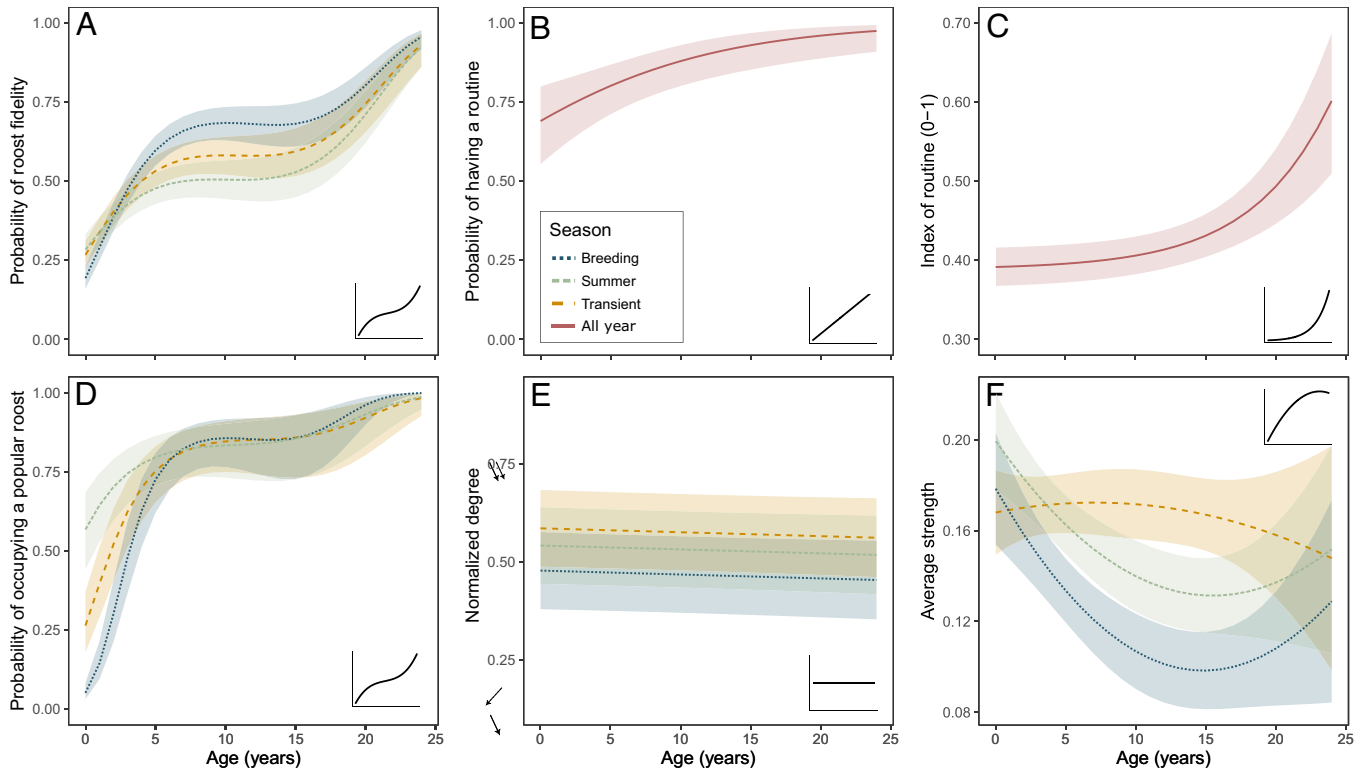 A
Probability of roost fidelity
1.00
0.75
0.50
0.25
0.00
B
Probability of having a routine
1.00
0.75
0.50
0.25
0.00
Season
Breeding
Summer
Transient
All year
C
Index of routine (0−1)
0.70
0.60
0.50
0.40
0.30
D
Probability of occupying a popular roost
1.00
0.75
0.50
0.25
0.00
0 5 10 15 20 25
Age (years)
E
Normalized degree
0.75
0.50
0.25
0 5 10 15 20 25
Age (years)
F
Average strength
0.20
0.16
0.12
0.08
0 5 10 15 20 25
Age (years)